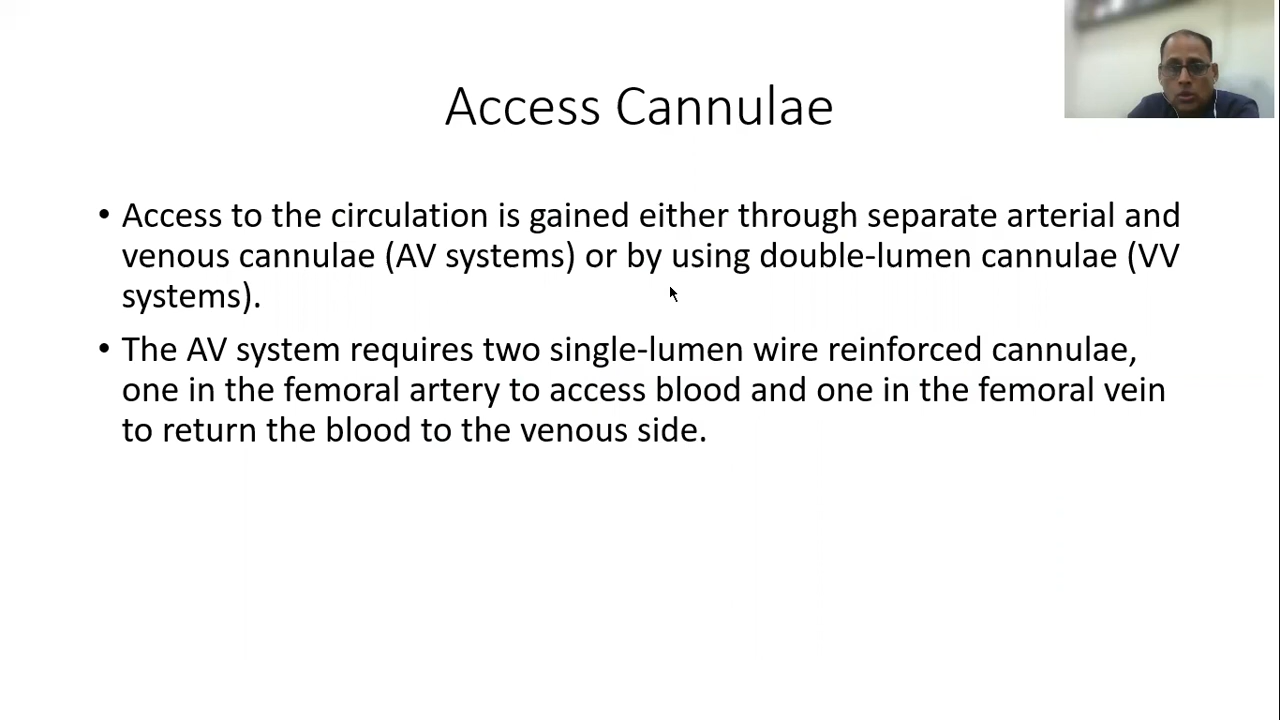 Access Cannulae
• Access to the circulation is gained either through separate arterial and
venous cannulae (AV systems) or by using double-lumen cannulae (VV
systems).
• The AV system requires two single-lumen wire reinforced cannulae,
one in the femoral artery to access blood and one in the femoral vein
to return the blood to the venous side.